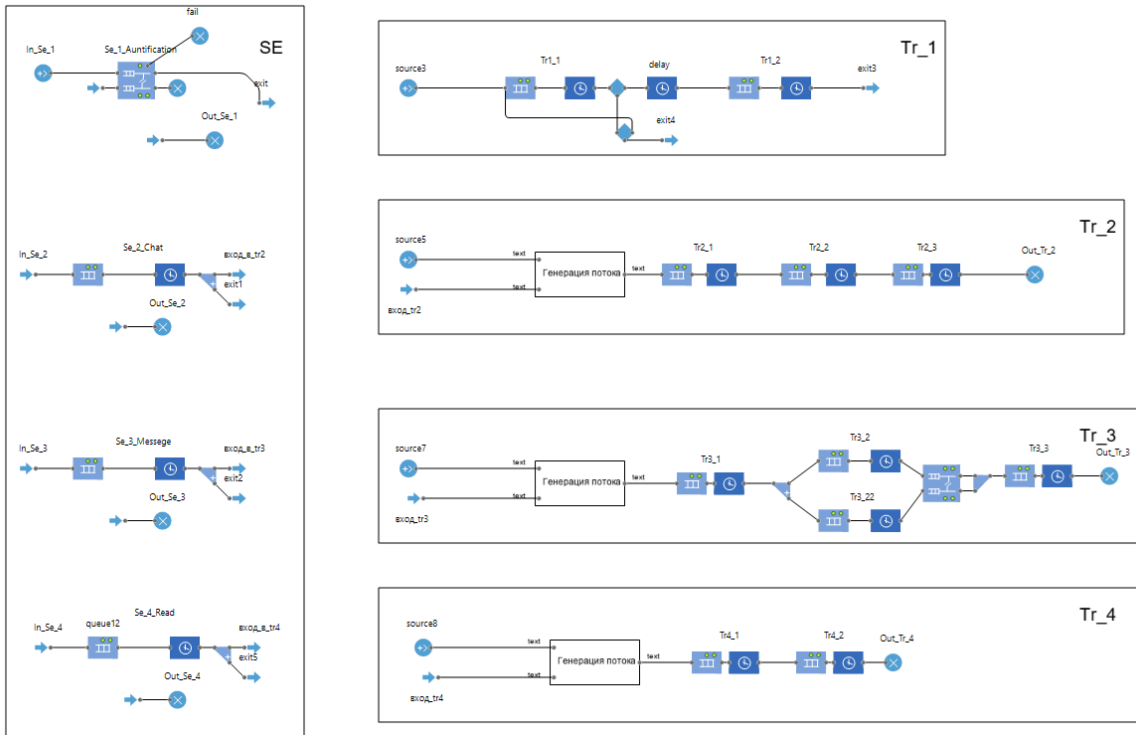 SE
fail
In_Se_1
Se_1_Auntification
exit
Out_Se_1
In_Se_2
Se_2_Chat
вход_в_tr2
exit1
Out_Se_2
In_Se_3
Se_3_Messege
вход_в_tr3
exit2
Out_Se_3
In_Se_4
queue12
Se_4_Read
вход_в_tr4
exit5
Out_Se_4
Tr_1
source3
Tr1_1
delay
Tr1_2
exit3
exit4
Tr_2
source5
text
text
Генерация потока
text
вход_tr2
Tr2_1
Tr2_2
Tr2_3
Out_Tr_2
Tr_3
source7
text
text
Генерация потока
text
вход_tr3
Tr3_1
Tr3_2
Tr3_22
Tr3_3
Out_Tr_3
Tr_4
source8
text
text
Генерация потока
text
вход_tr4
Tr4_1
Tr4_2
Out_Tr_4